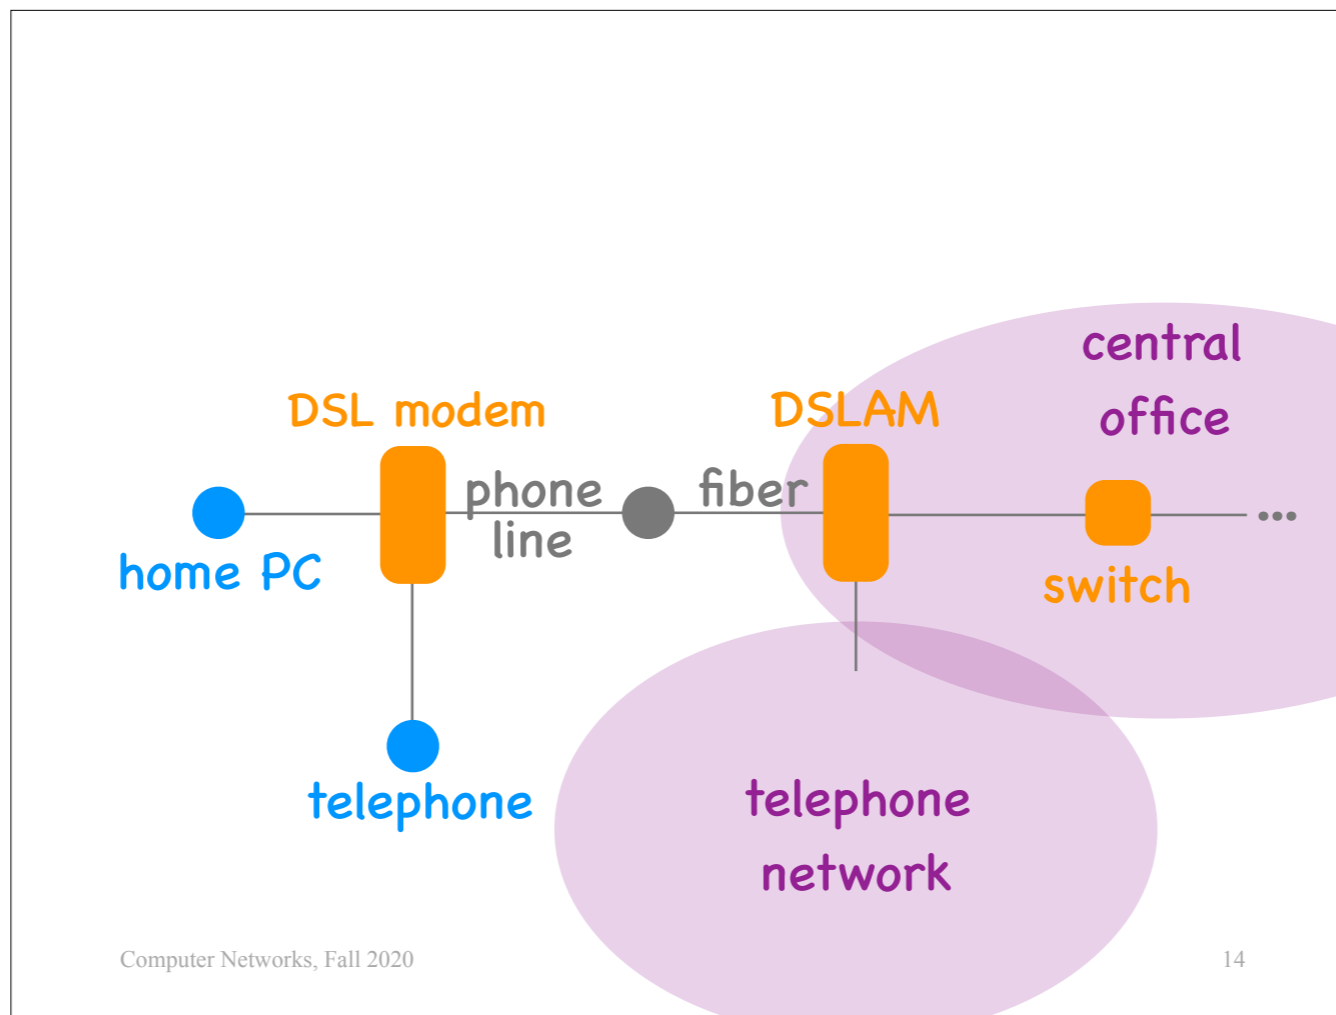 central
office
DSL modem
DSLAM
phone
line
fiber
home PC
switch
telephone
telephone
network
Computer Networks, Fall 2020
14